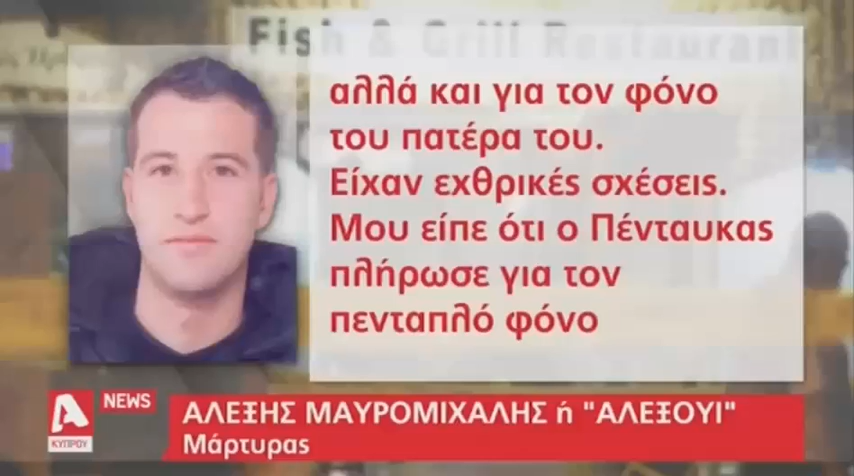 Fish & Grill Restaurant
αλλά και για τον φόνο
του πατέρα του.
Είχαν εχθρικές σχέσεις.
Μου είπε ότι ο Πένταυκας
πλήρωσε για τον
πενταπλό φόνο
NEWS
ΚΥΠΡΟΥ
ΑΛΕΞΗΣ ΜΑΥΡΟΜΙΧΑΛΗΣ ή "ΑΛΕΞΟΥΙ"
Μάρτυρας